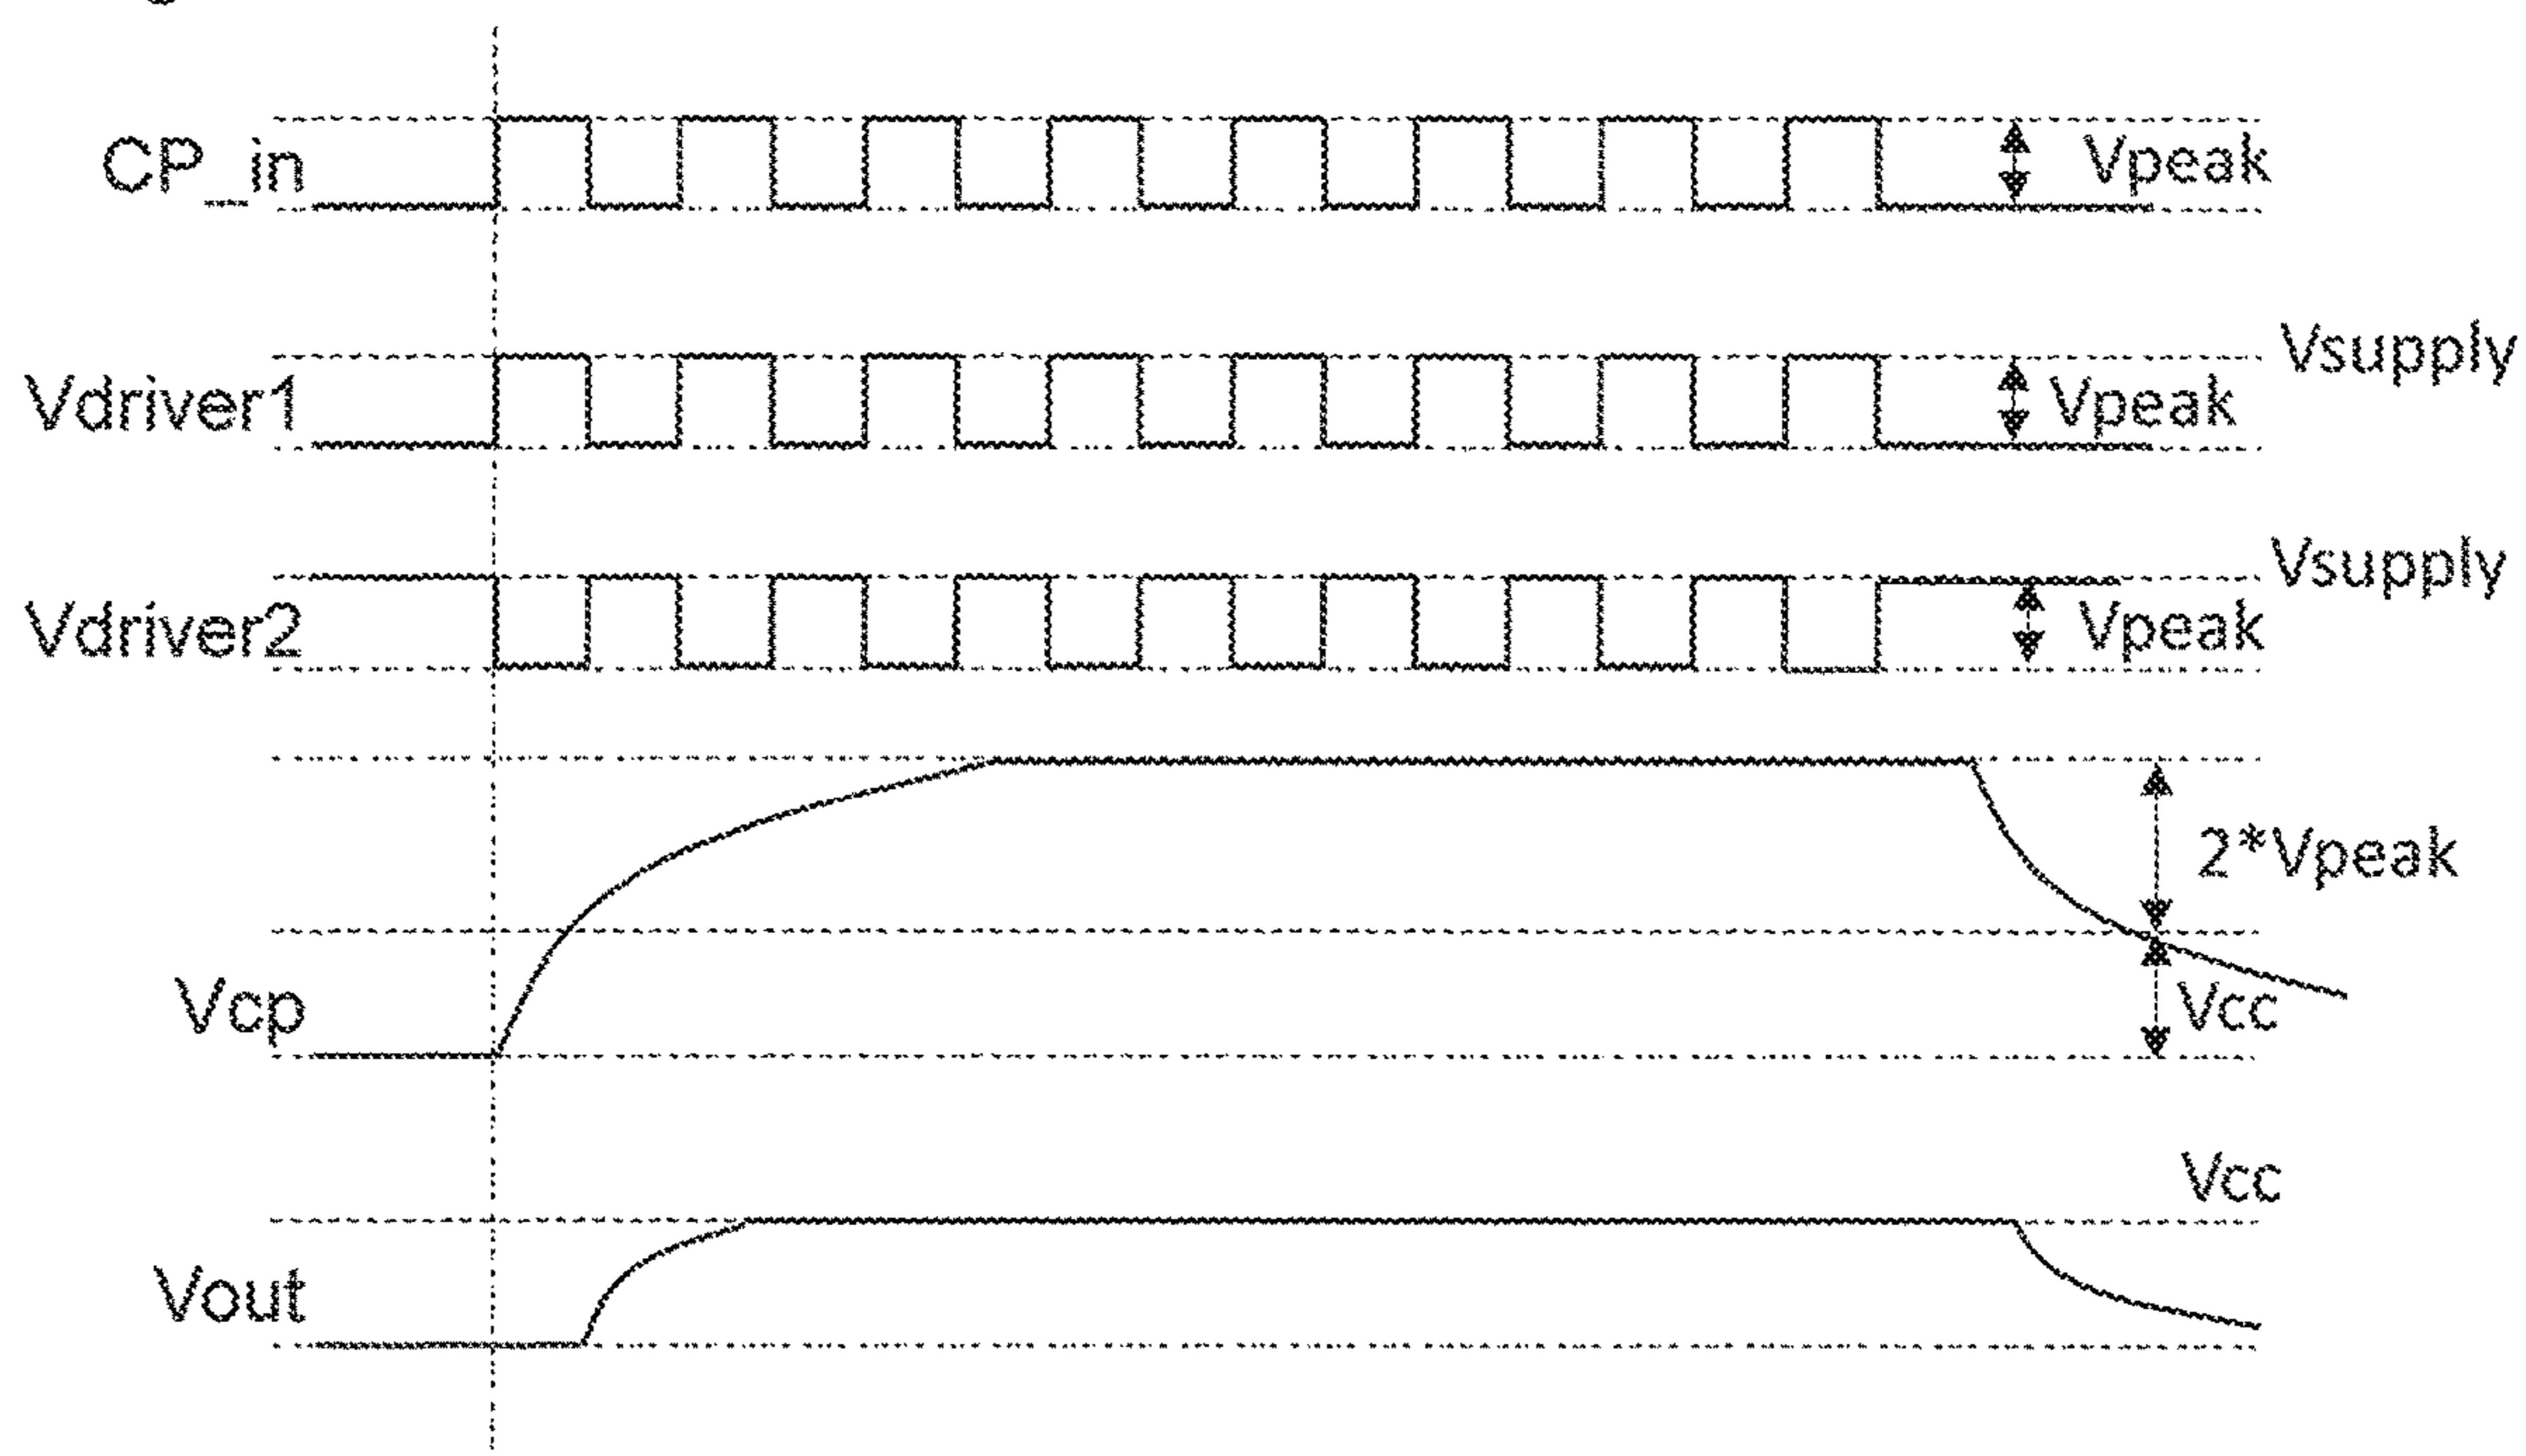 CP_in
Vpeak
Vsupply
Vdriver1
Vpeak
Vsupply
Vdriver2
Vpeak
2*Vpeak
Vcp
Vcc
Vcc
Vout